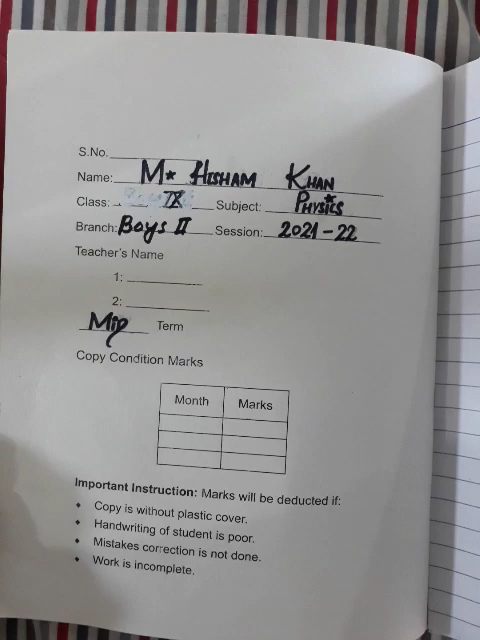 S.No.
Name: M* HISHAM KHAN
Class: IX Subject: PHYSICS
Branch: Boys II Session: 2021-22
Teacher's Name
1:
2:
Mid Term
Copy Condition Marks
Month Marks
Important Instruction: Marks will be deducted if:
• Copy is without plastic cover.
• Handwriting of student is poor.
• Mistakes correction is not done.
• Work is incomplete.